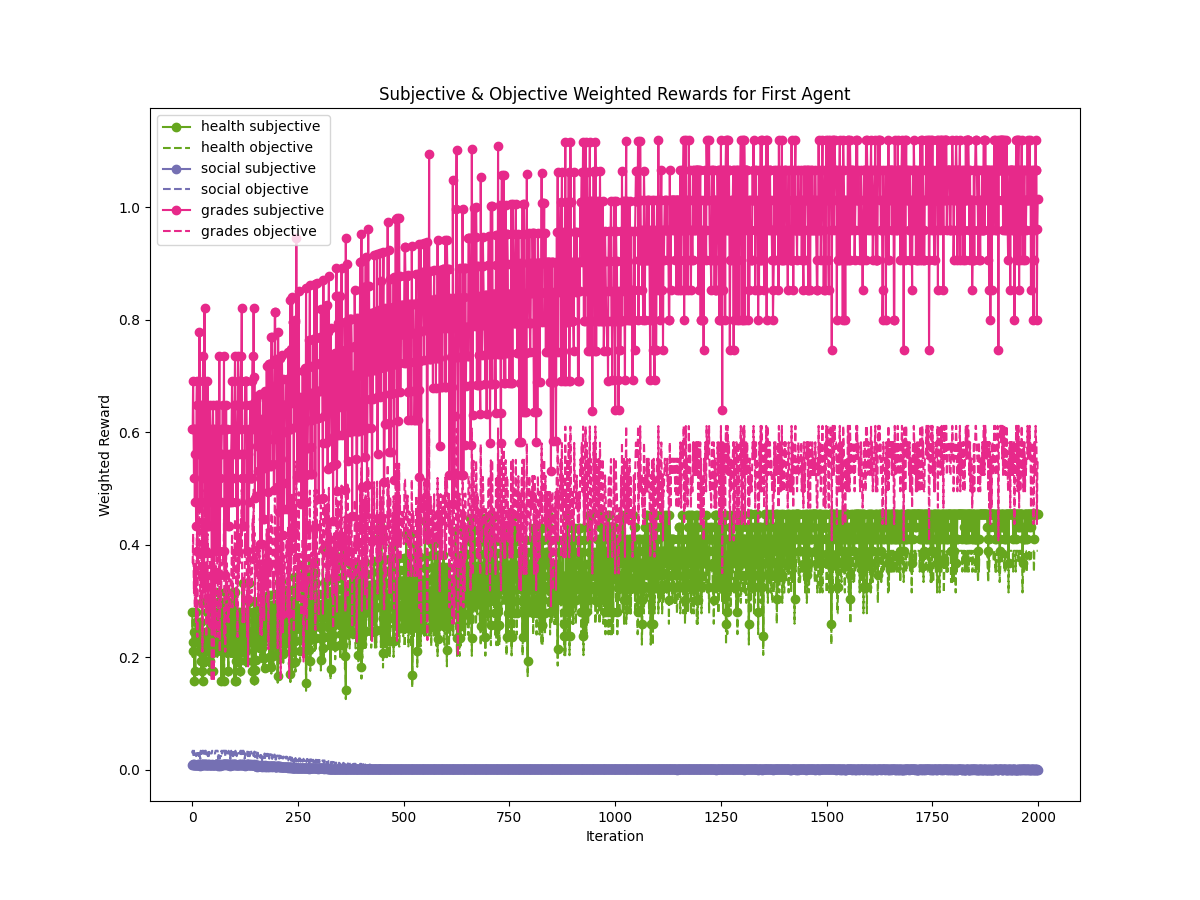 Subjective & Objective Weighted Rewards for First Agent
health subjective
health objective
social subjective
social objective
grades subjective
grades objective
Weighted Reward
1.0
0.8
0.6
0.4
0.2
0.0
0
250
500
750
1000
1250
1500
1750
2000
Iteration